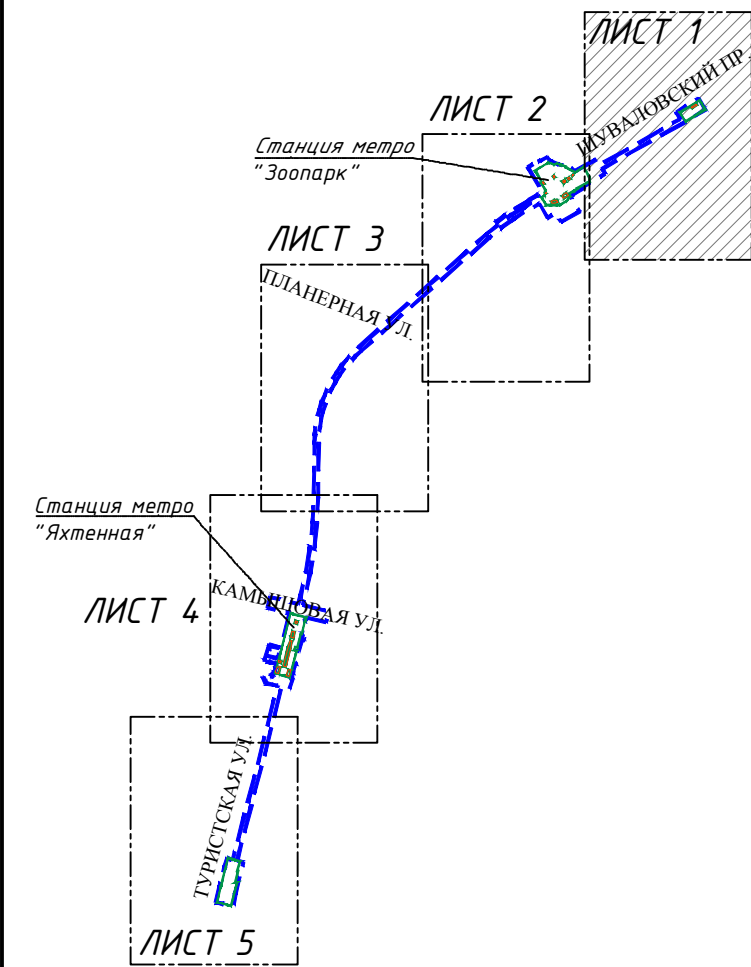 ЛИСТ 1
ШУВАЛОВСКИЙ ПР.
ЛИСТ 2
Станция метро
"Зоопарк"
ЛИСТ 3
ПЛАНЕРНАЯ УЛ.
Станция метро
"Яхтенная"
КАМЫШОВАЯ УЛ.
ЛИСТ 4
ТУРИСТСКАЯ УЛ.
ЛИСТ 5